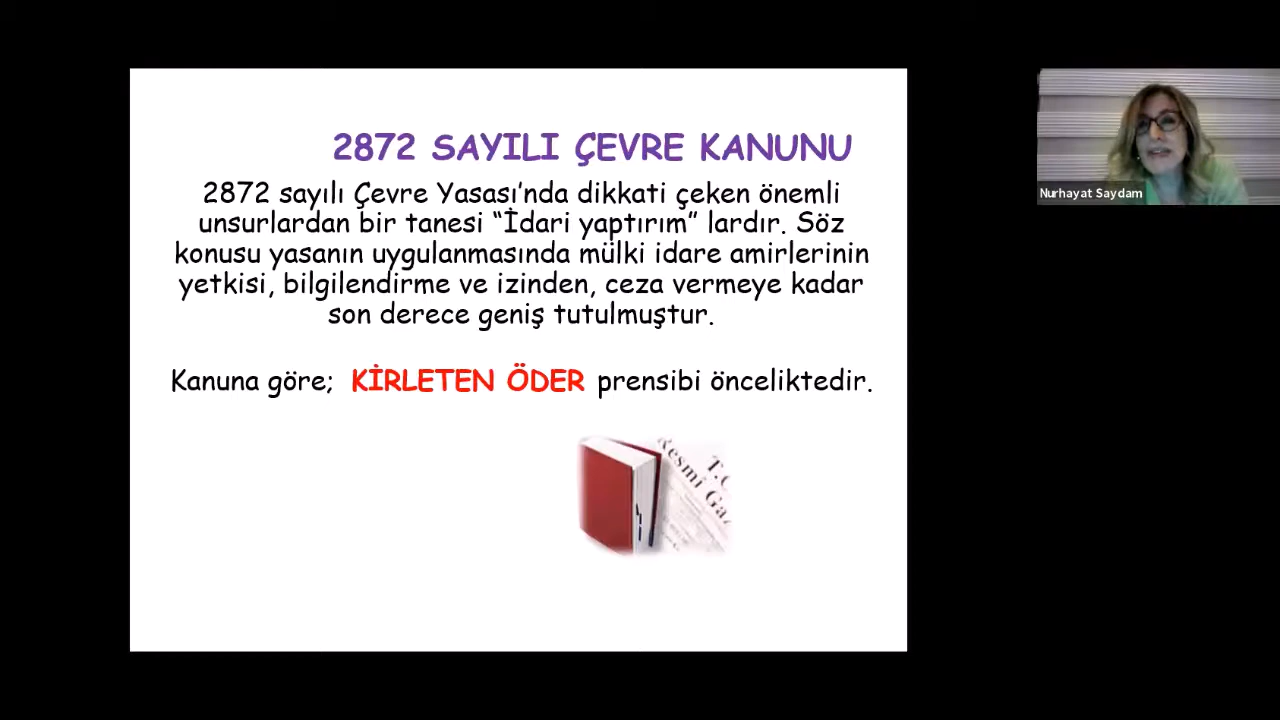 2872 SAYILI ÇEVRE KANUNU
2872 sayılı Çevre Yasası’nda dikkati çeken önemli
unsurlardan bir tanesi “İdari yaptırım” lardır. Söz
konusu yasanın uygulanmasında mülki idare amirlerinin
yetkisi, bilgilendirme ve izinden, ceza vermeye kadar
son derece geniş tutulmuştur.
Kanuna göre; KİRLETEN ÖDER prensibi önceliktedir.
T.C
Resmi Gaz
Nurhayat Saydam